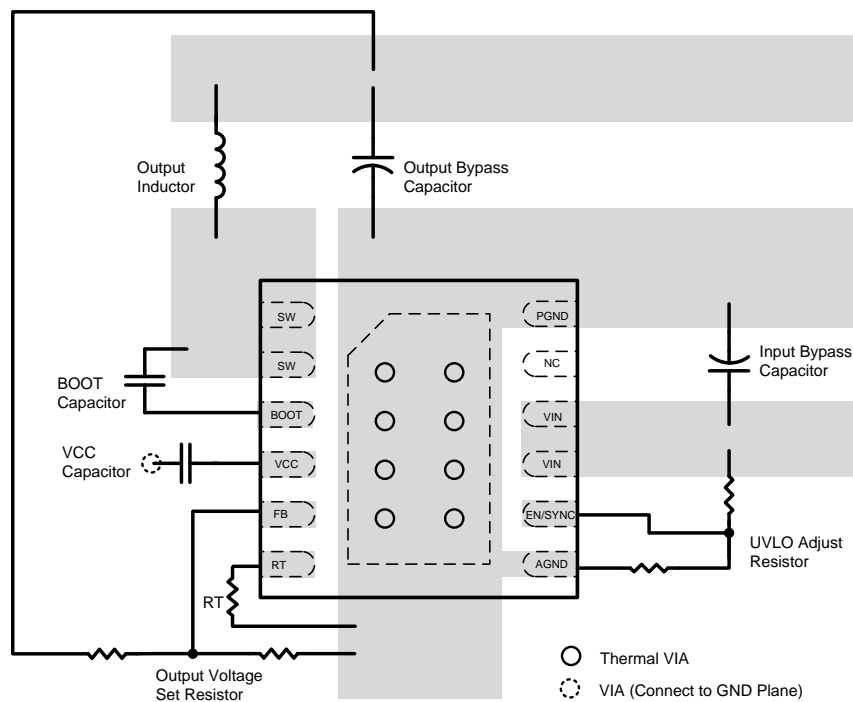 Output
Inductor
Output Bypass
Capacitor
SW
PGND
SW
NC
Input Bypass
Capacitor
BOOT
Capacitor
BOOT
VIN
VCC
Capacitor
VCC
VIN
FB
EN/SYNC
UVLO Adjust
Resistor
RT
AGND
RT
Output Voltage
Set Resistor
Thermal VIA
VIA (Connect to GND Plane)